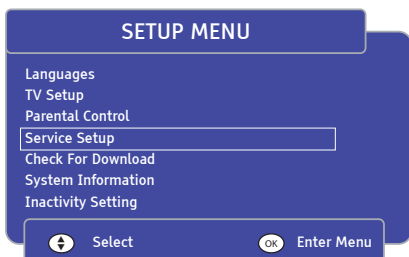 SETUP MENU
Languages
TV Setup
Parental Control
Service Setup
Check For Download
System Information
Inactivity Setting
Select OK Enter Menu